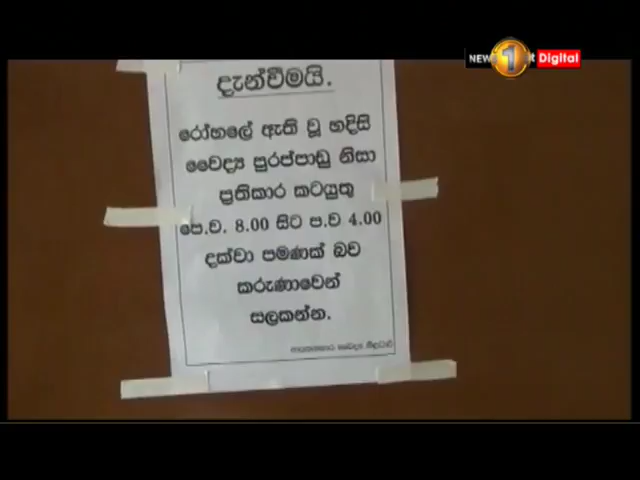 NEWS 1st Digital
දැන්වීමයි.
රෝහලේ ඇති වූ හදිසි
වෛද්‍ය පුරප්පාඩු නිසා
ප්‍රතිකාර කටයුතු
පෙ.ව. 8.00 සිට ප.ව 4.00
දක්වා පමණක් බව
කරුණාවෙන්
සලකන්න.
වෛද්‍ය